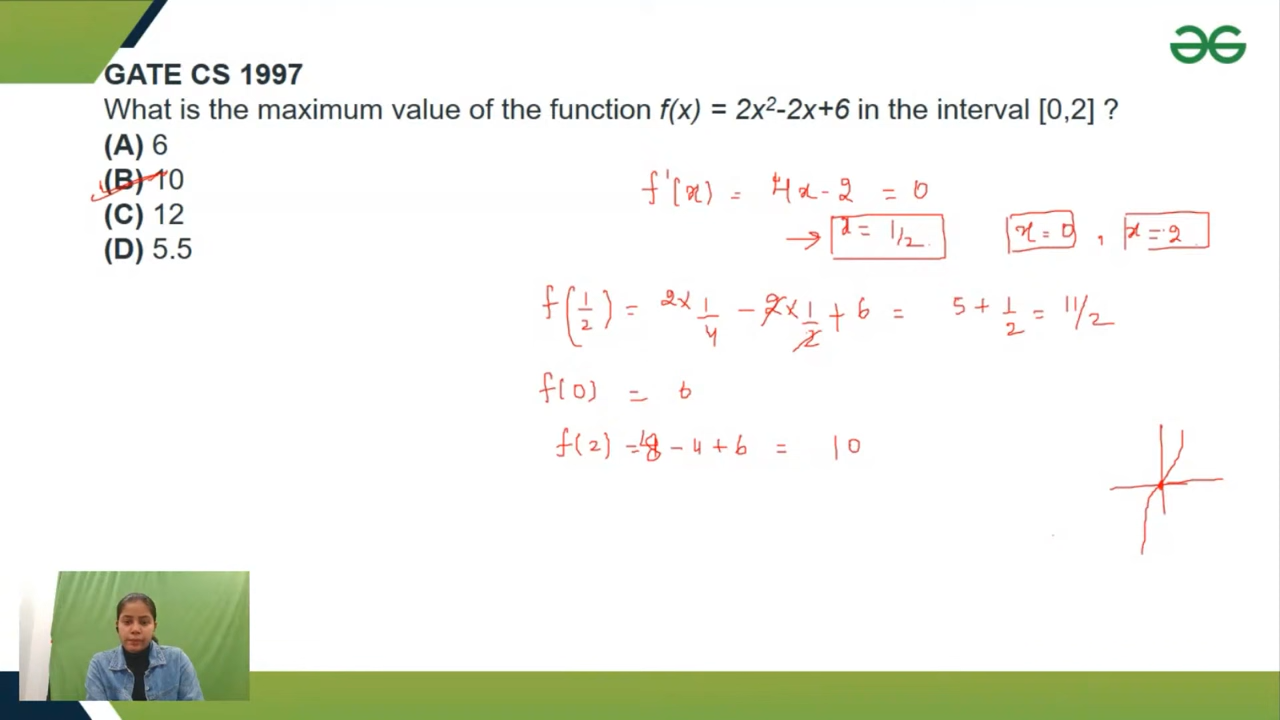 GATE CS 1997
What is the maximum value of the function f(x) = 2x²-2x+6 in the interval [0,2] ?
(A) 6
(B) 10
(C) 12
(D) 5.5
f'(x) = 4x - 2 = 0
→ x = 1/2 x = 0 , x = 2
f(1/2) = 2x 1/4 - 2x 1/2 + 6 = 5 + 1/2 = 11/2
f(0) = 6
f(2) = 8 - 4 + 6 = 10